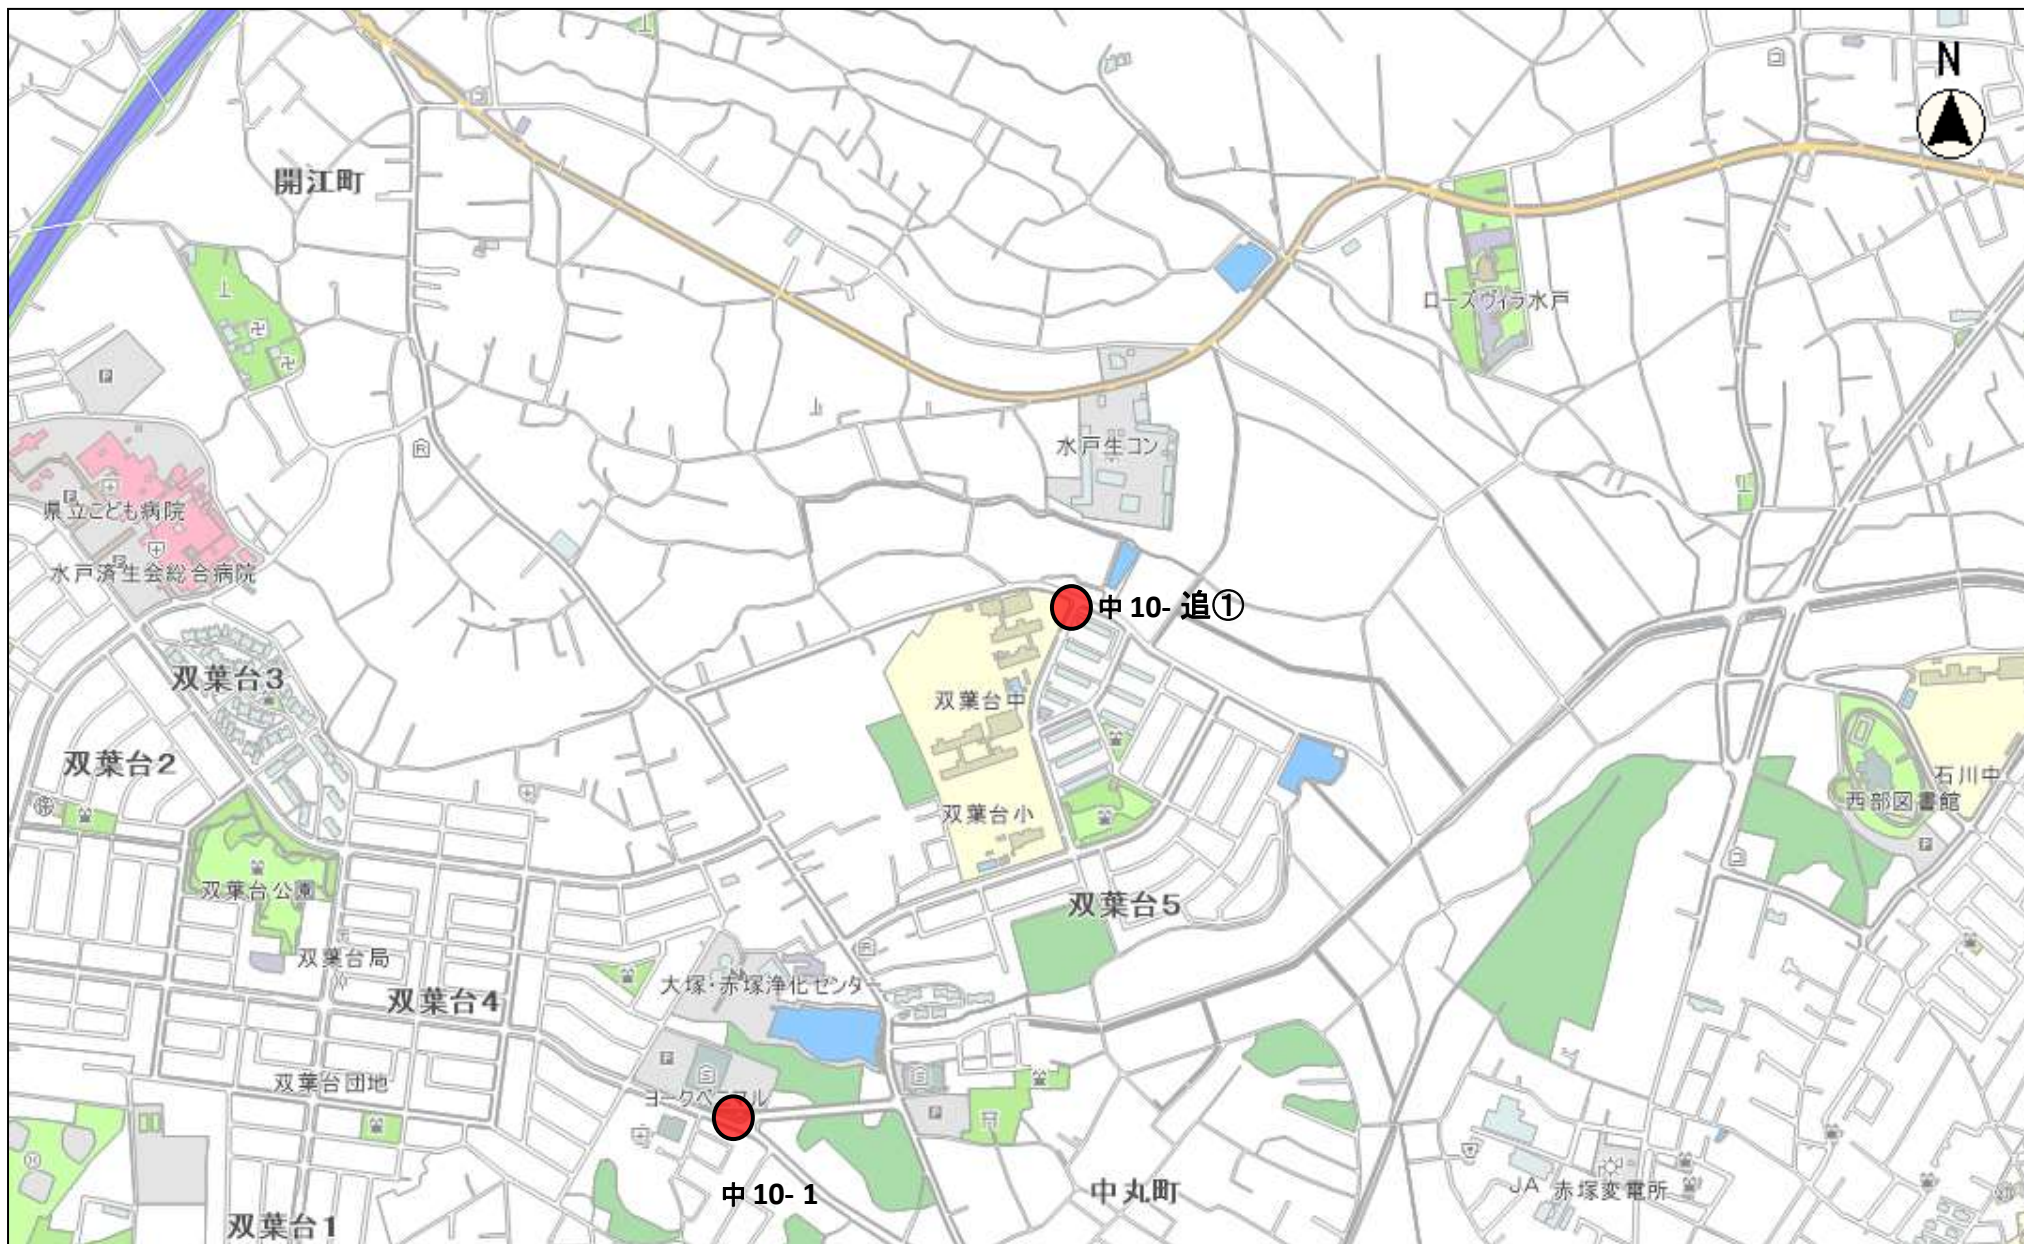 N
開江町
ローズヴィラ水戸
水戸生コン
県立こども病院
水戸済生会総合病院
中 10- 追①
双葉台3
双葉台中
双葉台2
石川中
西部図書館
双葉台小
双葉台公園
双葉台5
双葉台局
大塚・赤塚浄化センター
双葉台4
双葉台団地
中 10- 1
中丸町
JA
赤塚変電所
双葉台1